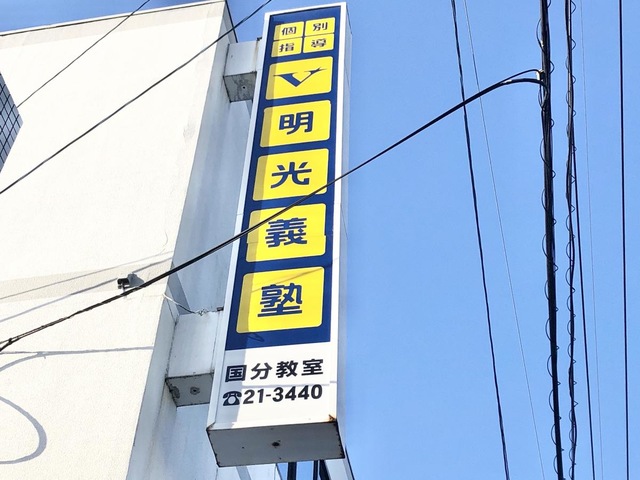 個別
指導
明光義塾
国分教室
☎21-3440